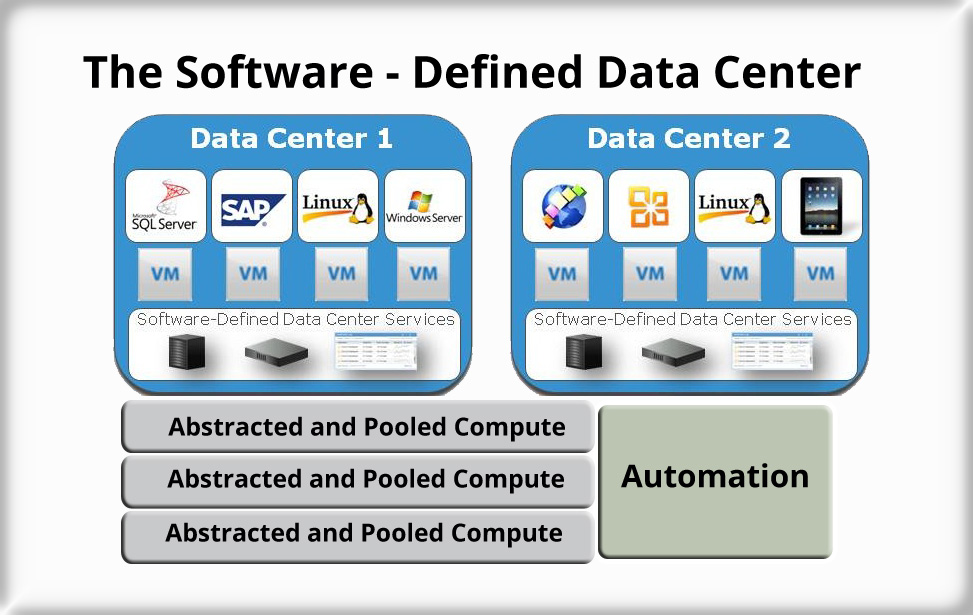 The Software - Defined Data Center
Data Center 1
Microsoft
SQL Server
SAP
Linux
Windows Server
VM
VM
VM
VM
Software-Defined Data Center Services
Data Center 2
Linux
VM
VM
VM
VM
Software-Defined Data Center Services
Abstracted and Pooled Compute
Abstracted and Pooled Compute
Abstracted and Pooled Compute
Automation